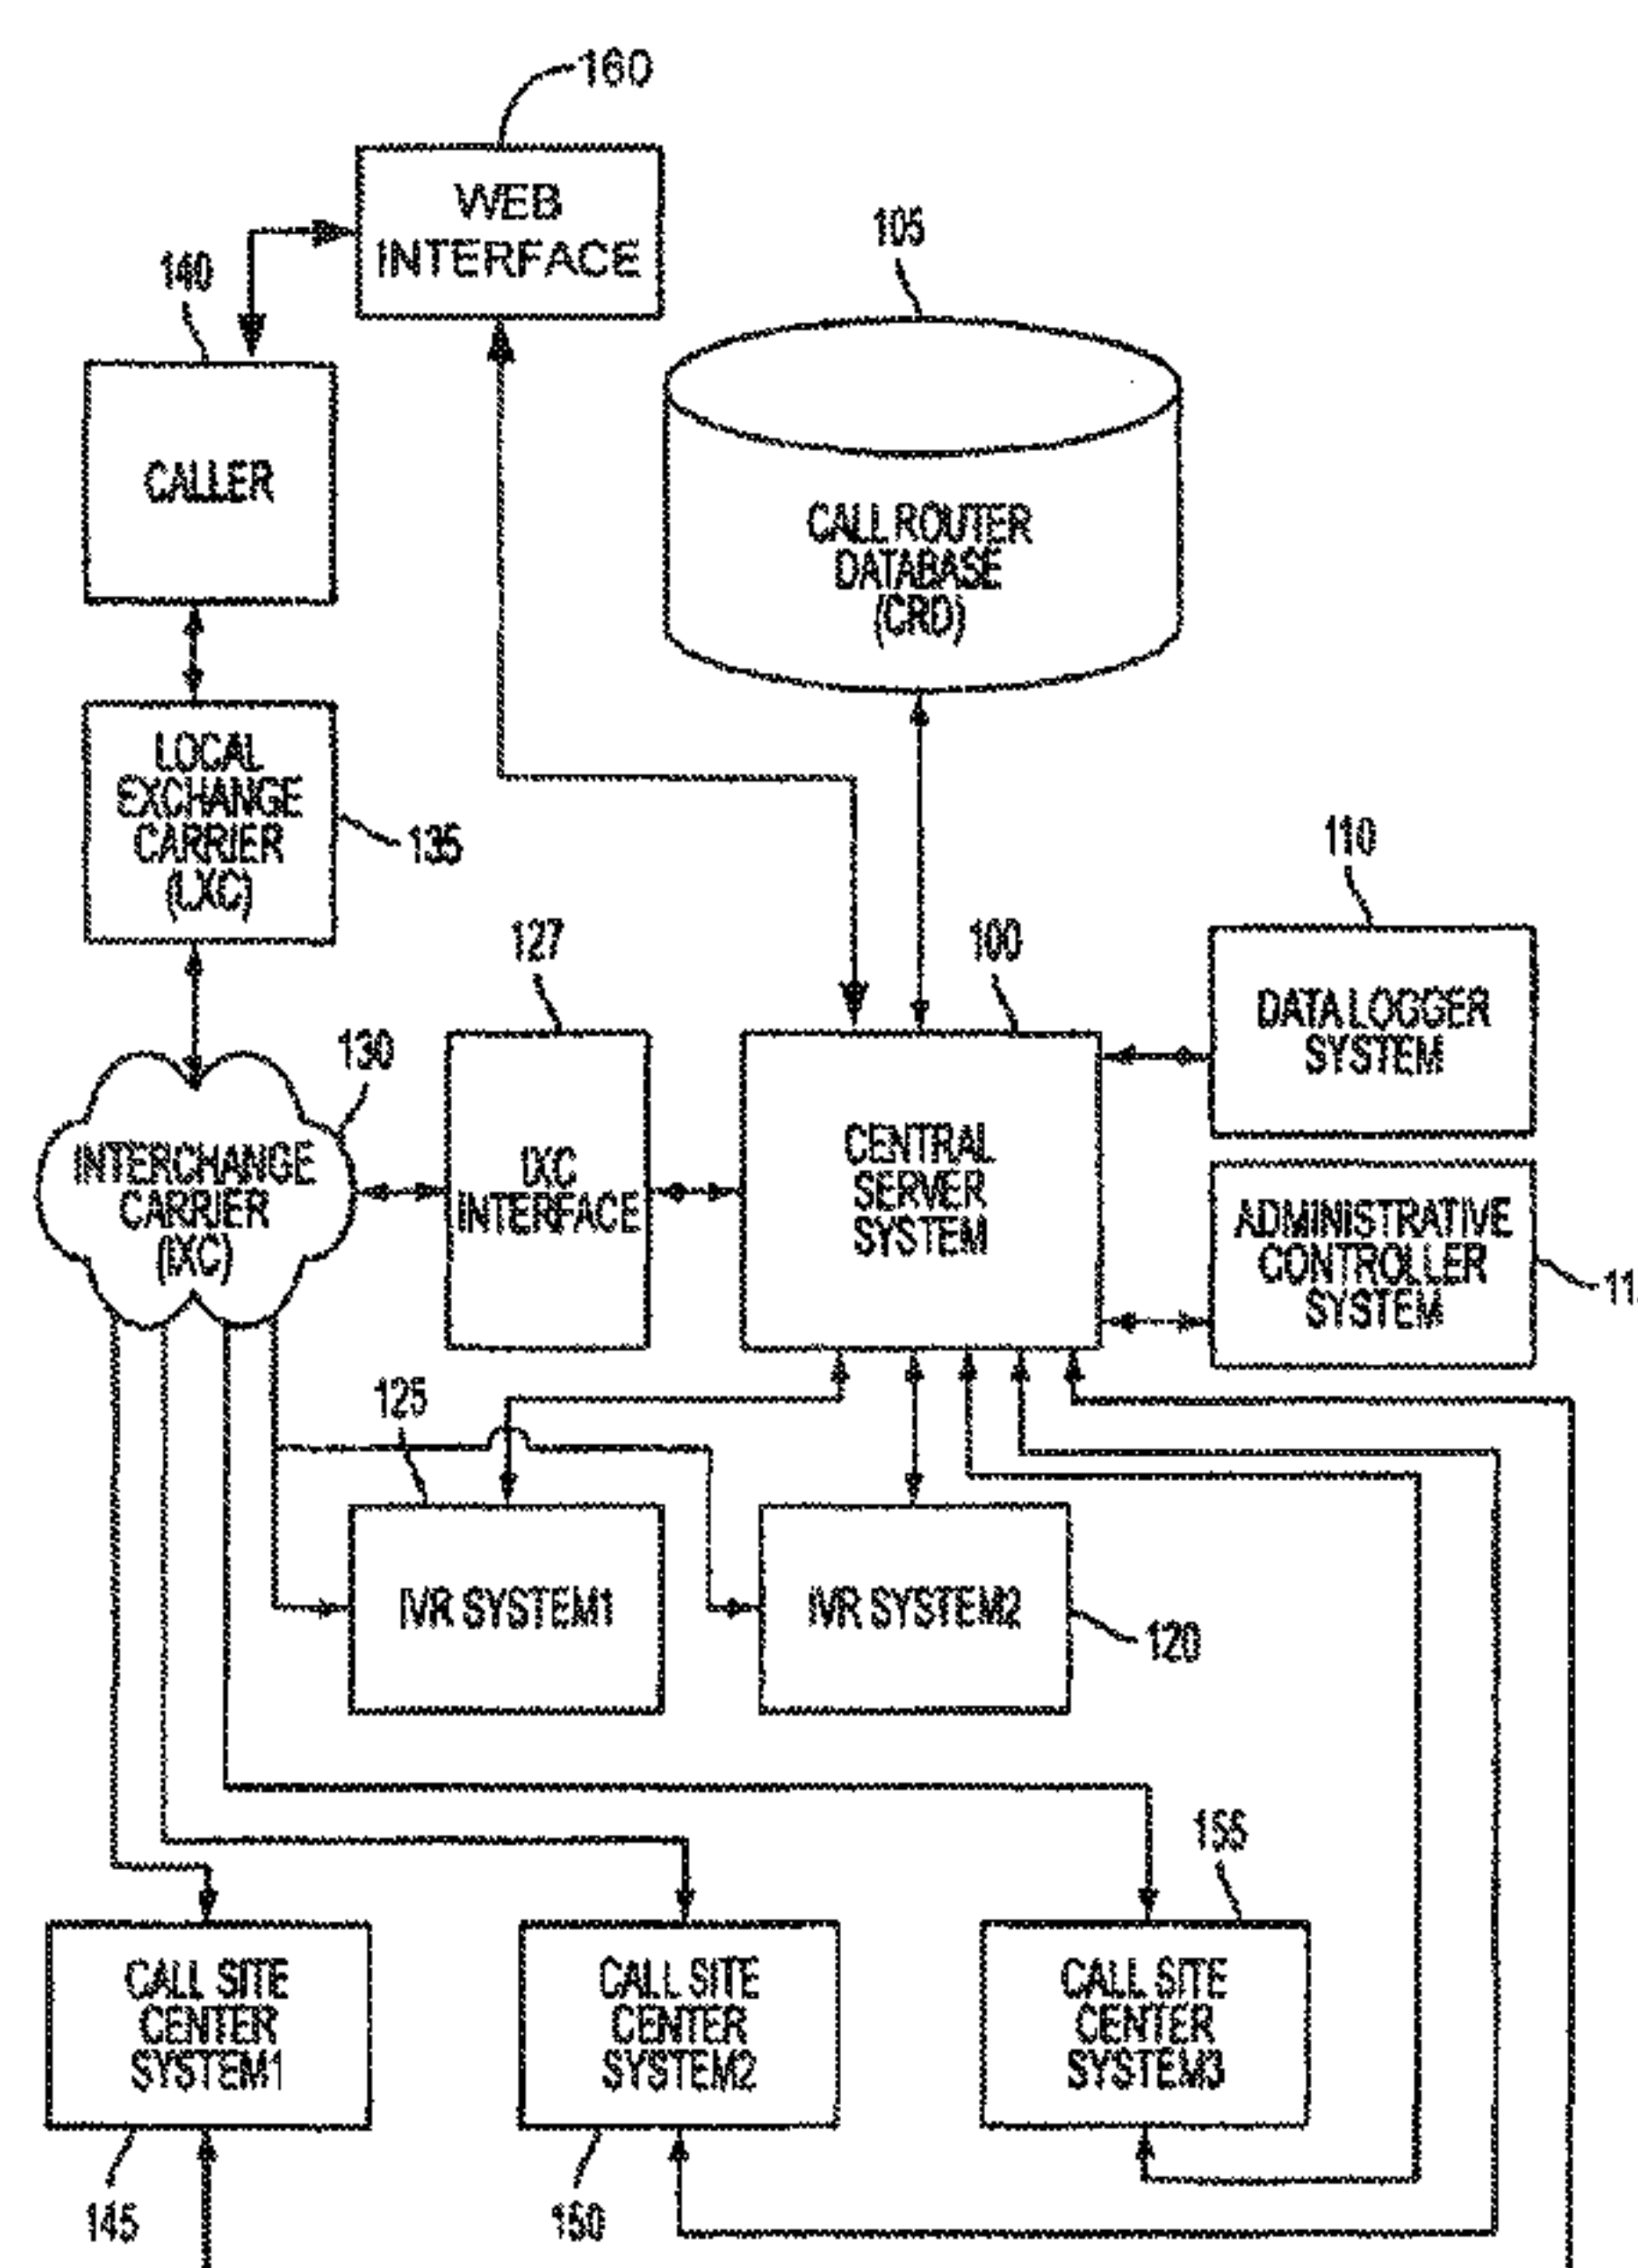 160
WEB
INTERFACE
105
140
CALLER
CALL ROUTER
DATABASE
(CRD)
LOCAL
EXCHANGE
CARRIER
(LXC)
135
110
127
100
DATA LOGGER
SYSTEM
130
INTERCHANGE
CARRIER
(IXC)
IXC
INTERFACE
CENTRAL
SERVER
SYSTEM
ADMINISTRATIVE
CONTROLLER
SYSTEM
11
125
IVR SYSTEM1
IVR SYSTEM2
120
155
CALL SITE
CENTER
SYSTEM1
CALL SITE
CENTER
SYSTEM2
CALL SITE
CENTER
SYSTEM3
145
150